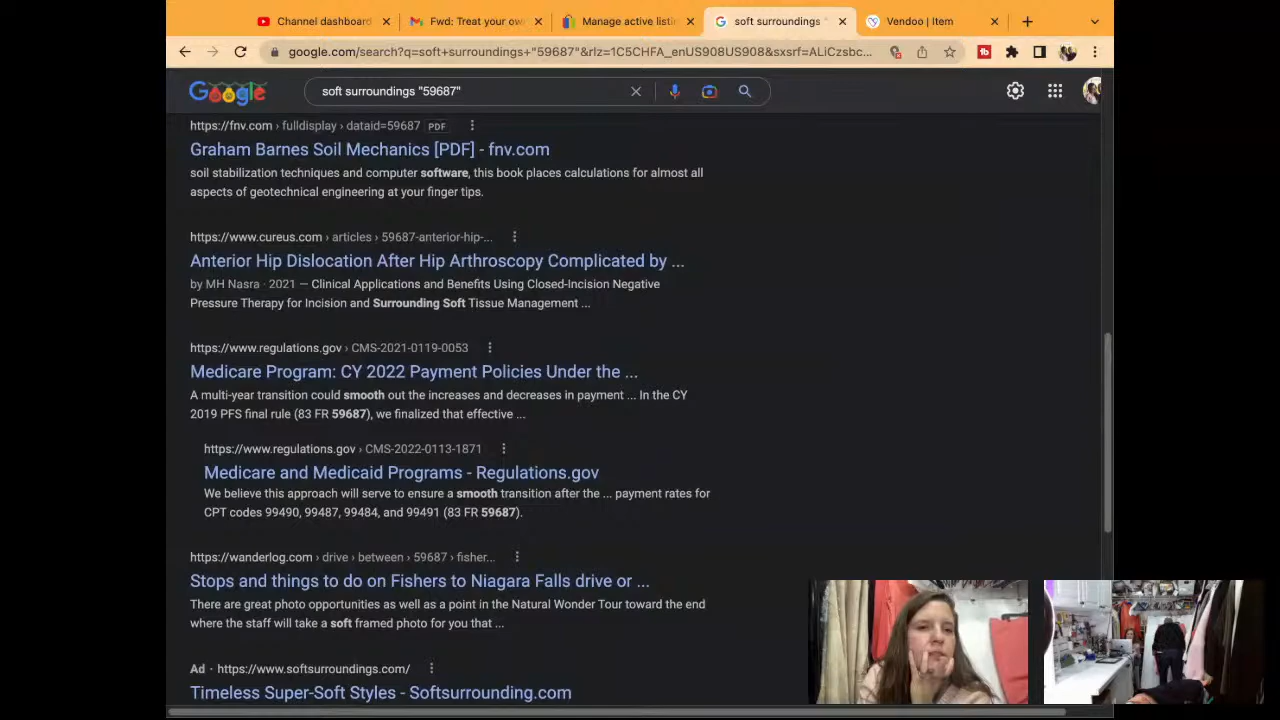 Channel dashboard
Fwd: Treat your own
Manage active listi
soft surroundings "
Vendoo | Item
google.com/search?q=soft+surroundings+"59687"&rlz=1C5CHFA_enUS908US908&sxsrf=ALiCzsbc...
Google
soft surroundings "59687"
https://fnv.com › fulldisplay › dataid=59687 PDF
Graham Barnes Soil Mechanics [PDF] - fnv.com
soil stabilization techniques and computer software, this book places calculations for almost all
aspects of geotechnical engineering at your finger tips.
https://www.cureus.com › articles › 59687-anterior-hip-...
Anterior Hip Dislocation After Hip Arthroscopy Complicated by ...
by MH Nasra · 2021 — Clinical Applications and Benefits Using Closed-Incision Negative
Pressure Therapy for Incision and Surrounding Soft Tissue Management ...
https://www.regulations.gov › CMS-2021-0119-0053
Medicare Program: CY 2022 Payment Policies Under the ...
A multi-year transition could smooth out the increases and decreases in payment ... In the CY
2019 PFS final rule (83 FR 59687), we finalized that effective ...
https://www.regulations.gov › CMS-2022-0113-1871
Medicare and Medicaid Programs - Regulations.gov
We believe this approach will serve to ensure a smooth transition after the ... payment rates for
CPT codes 99490, 99487, 99484, and 99491 (83 FR 59687).
https://wanderlog.com › drive › between › 59687 › fisher...
Stops and things to do on Fishers to Niagara Falls drive or ...
There are great photo opportunities as well as a point in the Natural Wonder Tour toward the end
where the staff will take a soft framed photo for you that ...
Ad · https://www.softsurroundings.com/
Timeless Super-Soft Styles - Softsurrounding.com